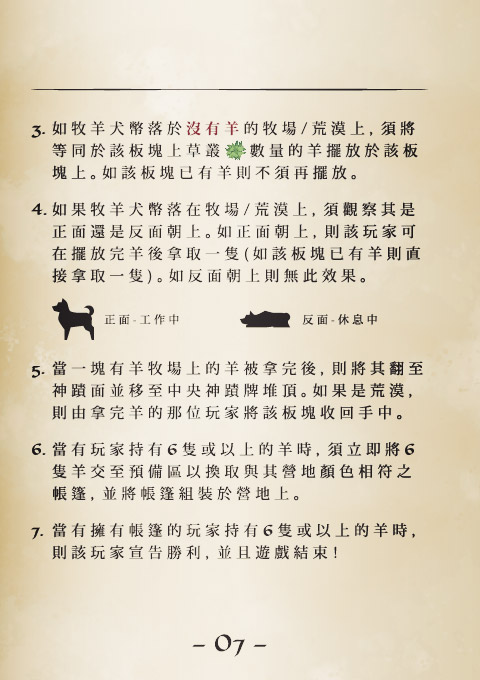 3. 如牧羊犬幣落於沒有羊的牧場/荒漠上, 須將
等同於該板塊上草叢數量的羊擺放於該板
塊上。如該板塊已有羊則不須再擺放。
4. 如果牧羊犬幣落在牧場/荒漠上, 須觀察其是
正面還是反面朝上。如正面朝上, 則該玩家可
在擺放完羊後拿取一隻(如該板塊已有羊則直
接拿取一隻)。如反面朝上則無此效果。
正面-工作中 反面-休息中
5. 當一塊有羊牧場上的羊被拿完後, 則將其翻至
神蹟面並移至中央神蹟牌堆頂。如果是荒漠,
則由拿完羊的那位玩家將該板塊收回手中。
6. 當有玩家持有6隻或以上的羊時, 須立即將6
隻羊交至預備區以換取與其營地顏色相符之
帳篷, 並將帳篷組裝於營地上。
7. 當有擁有帳篷的玩家持有6隻或以上的羊時,
則該玩家宣告勝利, 並且遊戲結束!
– 07 –